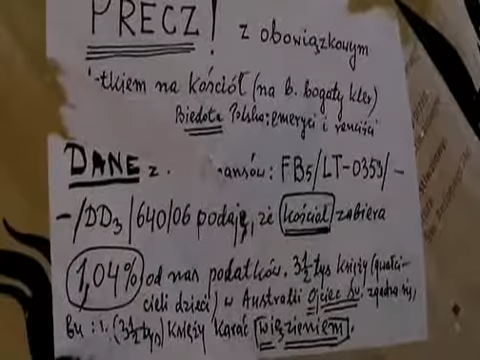 PRECZ! z obowiązkowym
-tkiem na kościół (na b. bogaty kler)
Biedota Polska: emeryci i renciści
DANE z. -ansów: FB5/LT-0353/-
-/DD3/640/06 podają, że kościół zabiera
1,04% od nas podatków. 3½ tys księży (gwałci-
cieli dzieci) w Australii Ojciec Św. zgadza się,
by: (3½ tys) księży karać więzieniem.